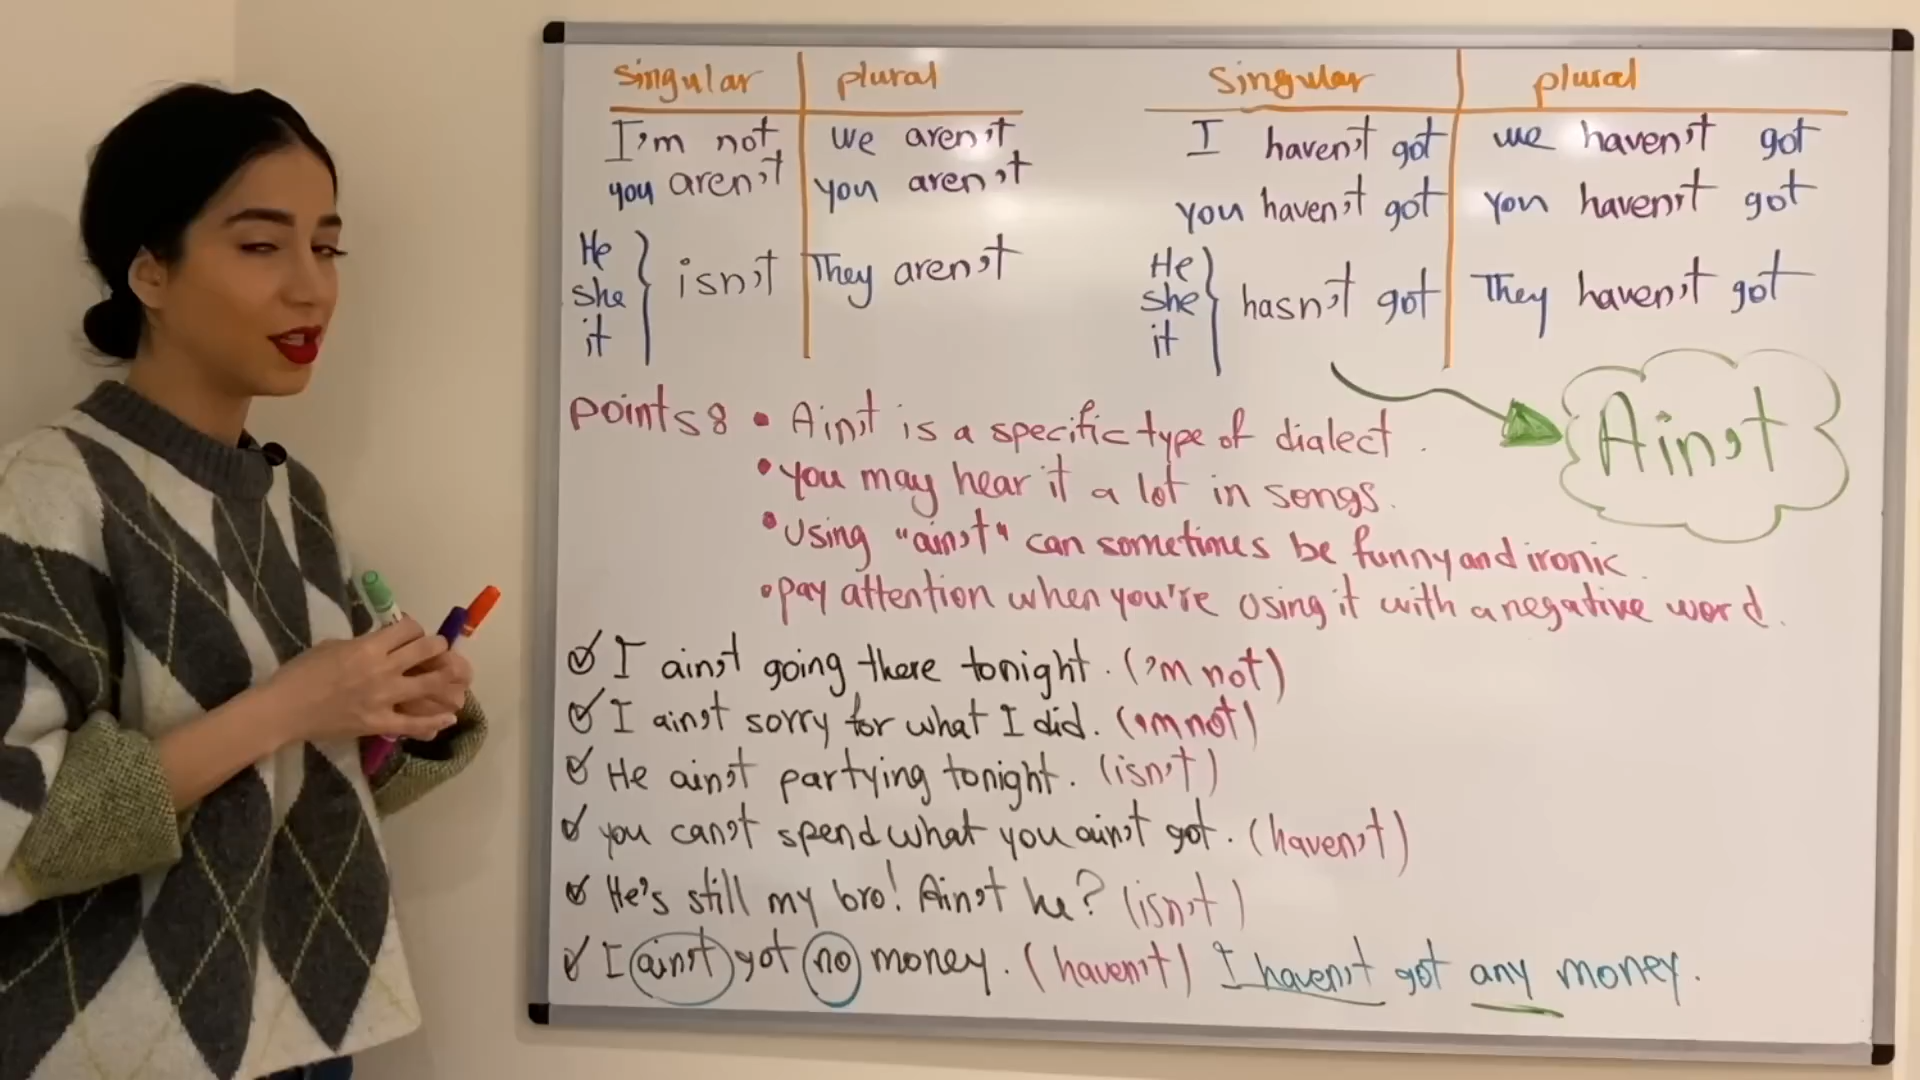 singular plural
I'm not we aren't
you aren't you aren't
He
she isn't They aren't
it
singular plural
I haven't got we haven't got
you haven't got you haven't got
He
she hasn't got They haven't got
it
Ain't
points: • Ain't is a specific type of dialect.
• you may hear it a lot in songs.
• Using "ain't" can sometimes be funny and ironic.
• pay attention when you're using it with a negative word.
I ain't going there tonight. ('m not)
I ain't sorry for what I did. ('m not)
He ain't partying tonight. (isn't)
you can't spend what you ain't got. (haven't)
He's still my bro! Ain't he? (isn't)
I ain't got no money. (haven't) I haven't got any money.